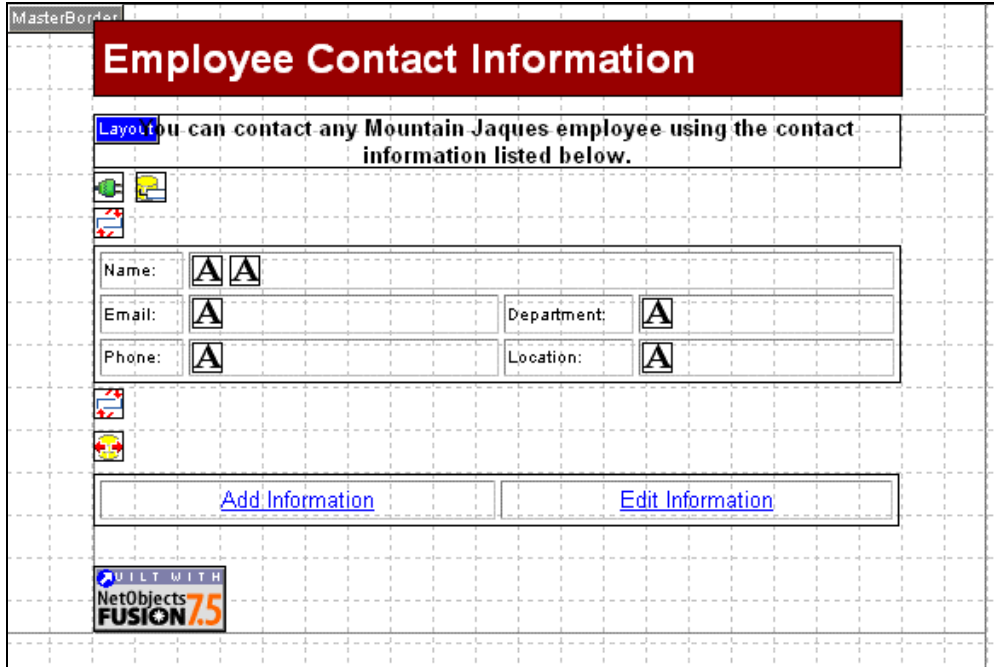 MasterBorder
Employee Contact Information
Layout
You can contact any Mountain Jaques employee using the contact
information listed below.
Name: A A
Email: A Department: A
Phone: A Location: A
Add Information Edit Information
UILT WITH
NetObjects
FUSION 7.5